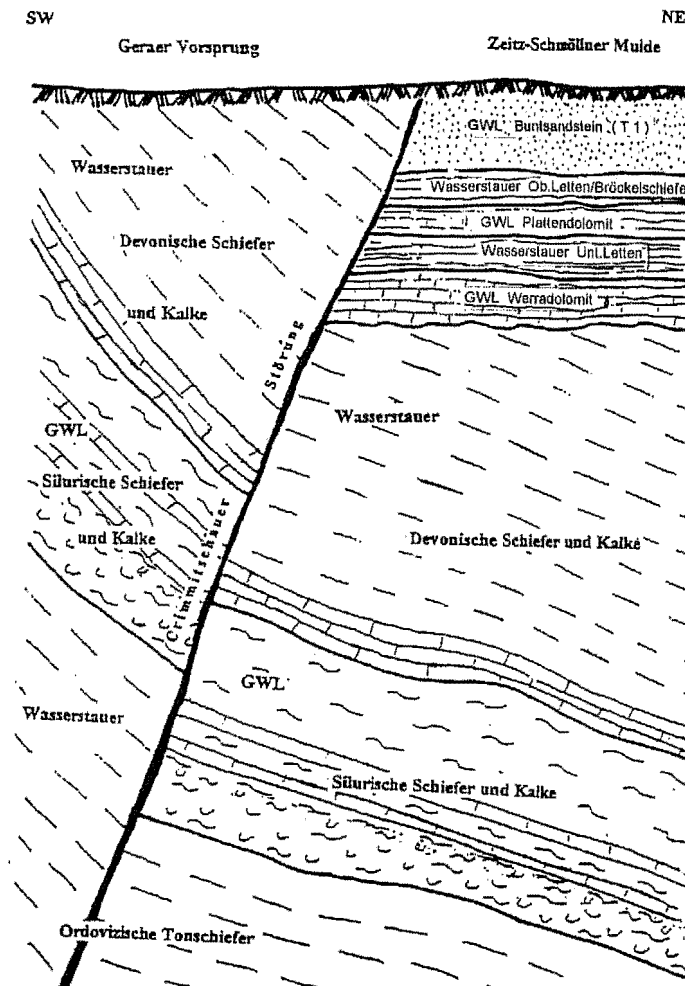 SW
NE
Geraer Vorsprung
Zeitz-Schmöllner Mulde
GWL Buntsandstein (T 1)
Wasserstauer
Wasserstauer Ob.Letten/Bröckelschiefe
GWL Plattendolomit
Devonische Schiefer
Wasserstauer Unt.Letten
GWL Werradolomit
und Kalke
Störung
Wasserstauer
GWL
Silurische Schiefer
und Kalke
Devonische Schiefer und Kalke
Crimmitschauer
GWL
Wasserstauer
Silurische Schiefer und Kalke
Ordovizische Tonschiefer